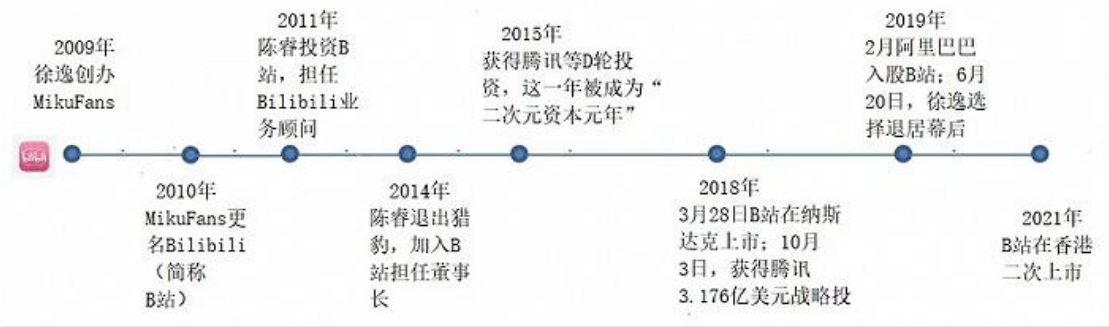 2009年
徐逸创办
MikuFans
2010年
MikuFans更
名Bilibili
（简称
B站）
2011年
陈睿投资B
站，担任
Bilibili业
务顾问
2014年
陈睿退出猎
豹，加入B
站担任董事
长
2015年
获得腾讯等D轮投
资，这一年被成为“
二次元资本元年”
2018年
3月28日B站在纳斯
达克上市；10月
3日，获得腾讯
3.176亿美元战略投
2019年
2月阿里巴巴
入股B站；6月
20日，徐逸选
择退居幕后
2021年
B站在香港
二次上市